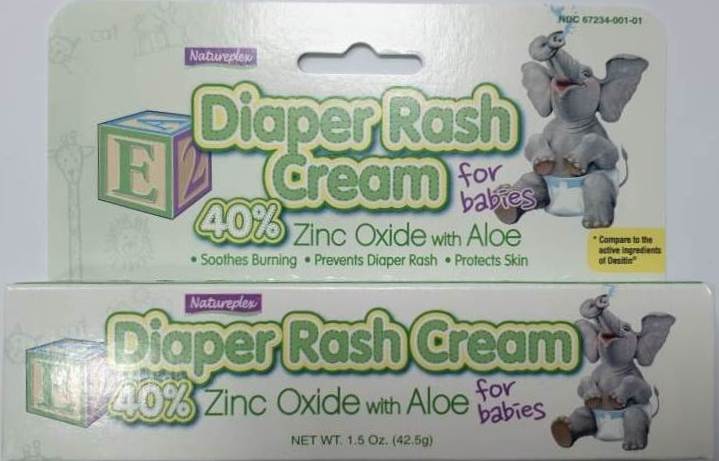 NDC 67234-001-01
Natureplex
cat
Diaper Rash
Cream
for
babies
E
A
2
40% Zinc Oxide with Aloe
• Soothes Burning • Prevents Diaper Rash • Protects Skin
* Compare to the
active ingredients
of Desitin®
Natureplex
Diaper Rash Cream
40% Zinc Oxide with Aloe
for
babies
NET WT. 1.5 Oz. (42.5g)